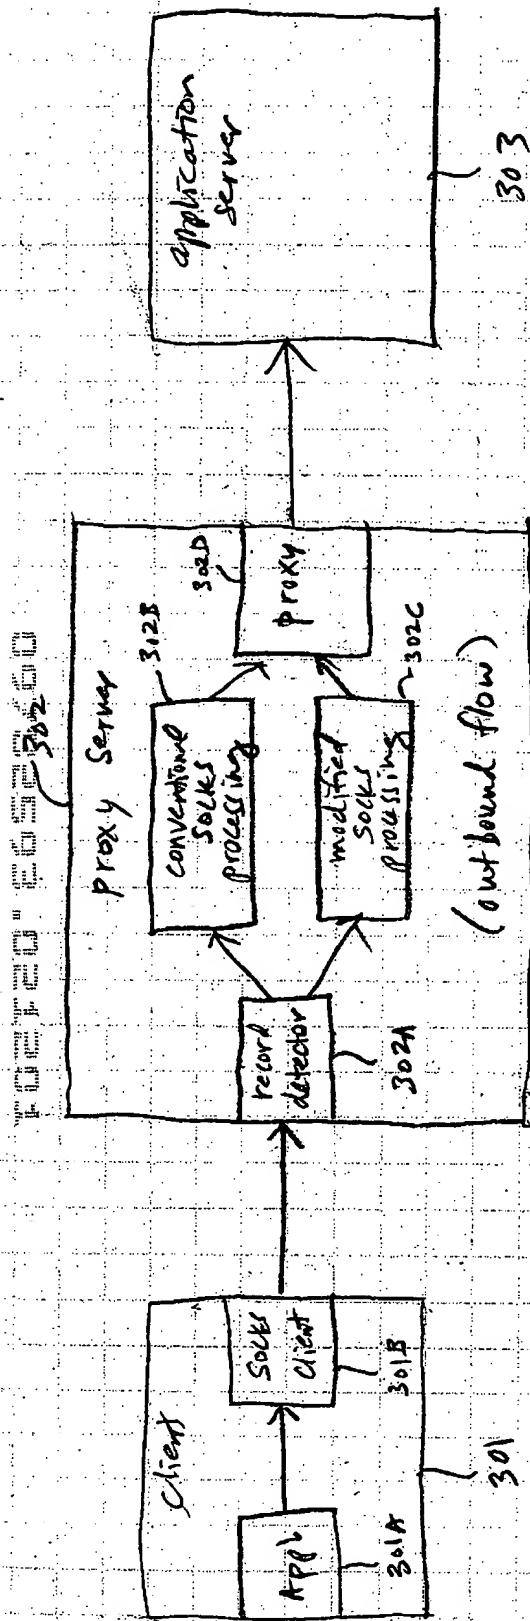 Client
Appl
301A
Socks
Client
301B
301
302
proxy server
record
detector
302A
conventional
socks
processing
312B
modified
socks
processing
302C
302D
proxy
(outbound flow)
application
server
303